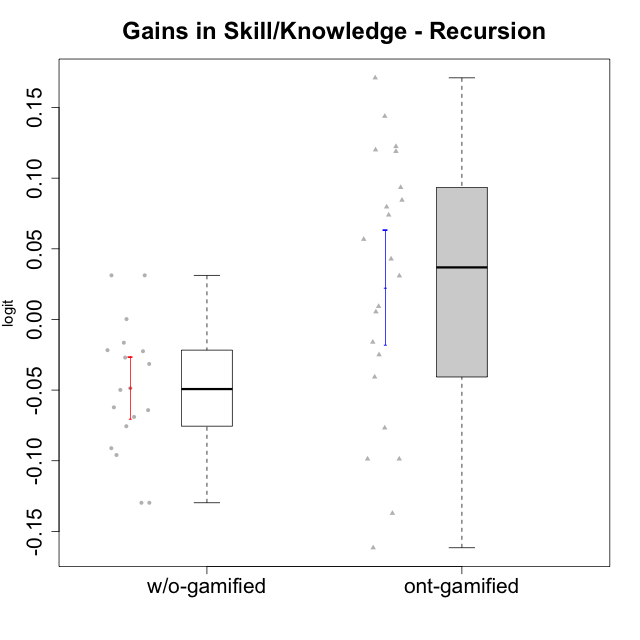 Gains in Skill/Knowledge - Recursion
logit
0.15
0.10
0.05
0.00
-0.05
-0.10
-0.15
w/o-gamified
ont-gamified